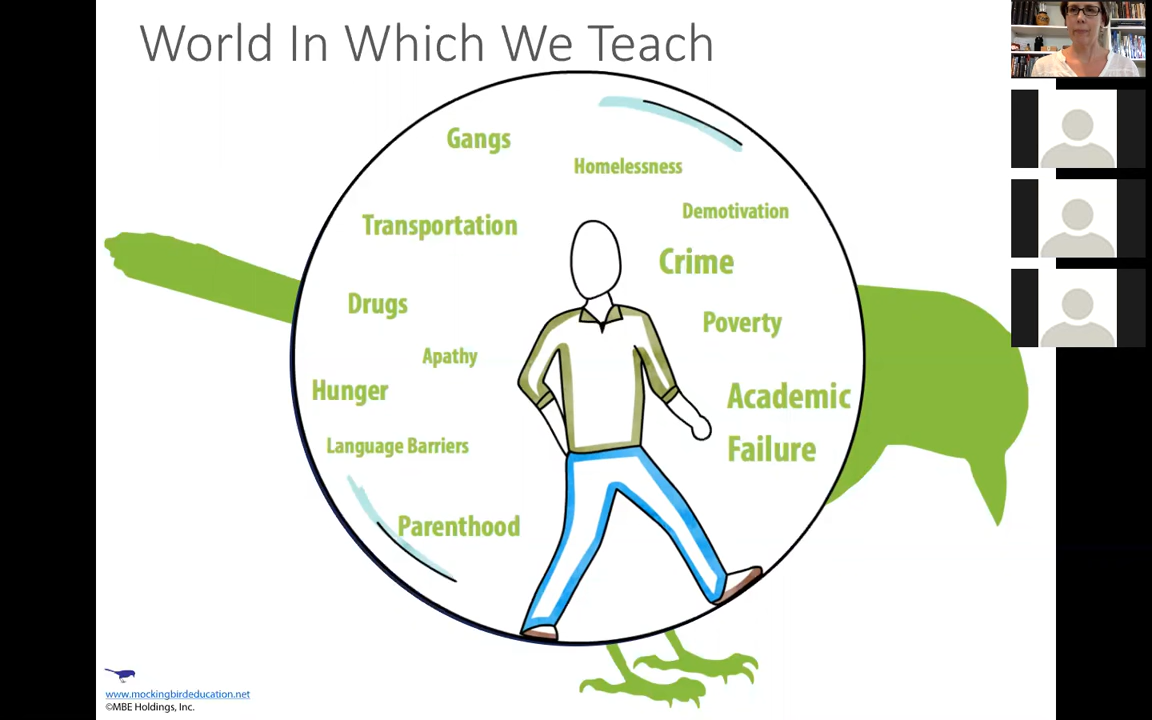 World In Which We Teach
Gangs
Homelessness
Demotivation
Transportation
Crime
Drugs
Poverty
Apathy
Hunger
Academic
Failure
Language Barriers
Parenthood
www.mockingbirdeducation.net
©MBE Holdings, Inc.